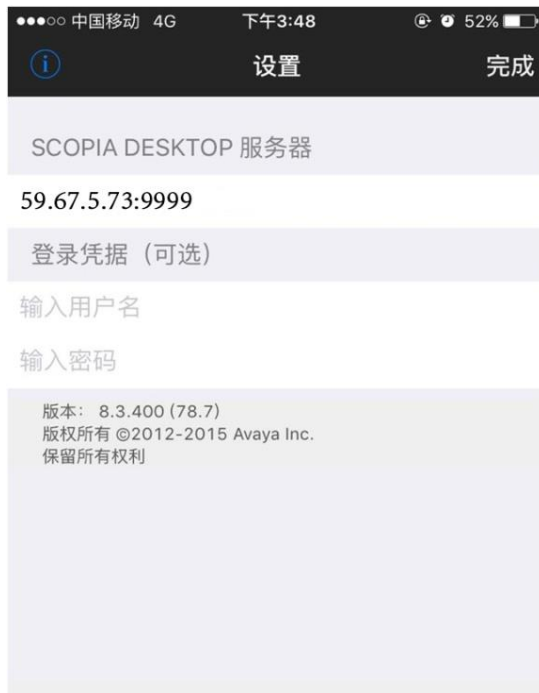 中国移动 4G 下午3:48 52%
设置 完成
SCOPIA DESKTOP 服务器
59.67.5.73:9999
登录凭据（可选）
输入用户名
输入密码
版本： 8.3.400 (78.7)
版权所有 ©2012-2015 Avaya Inc.
保留所有权利